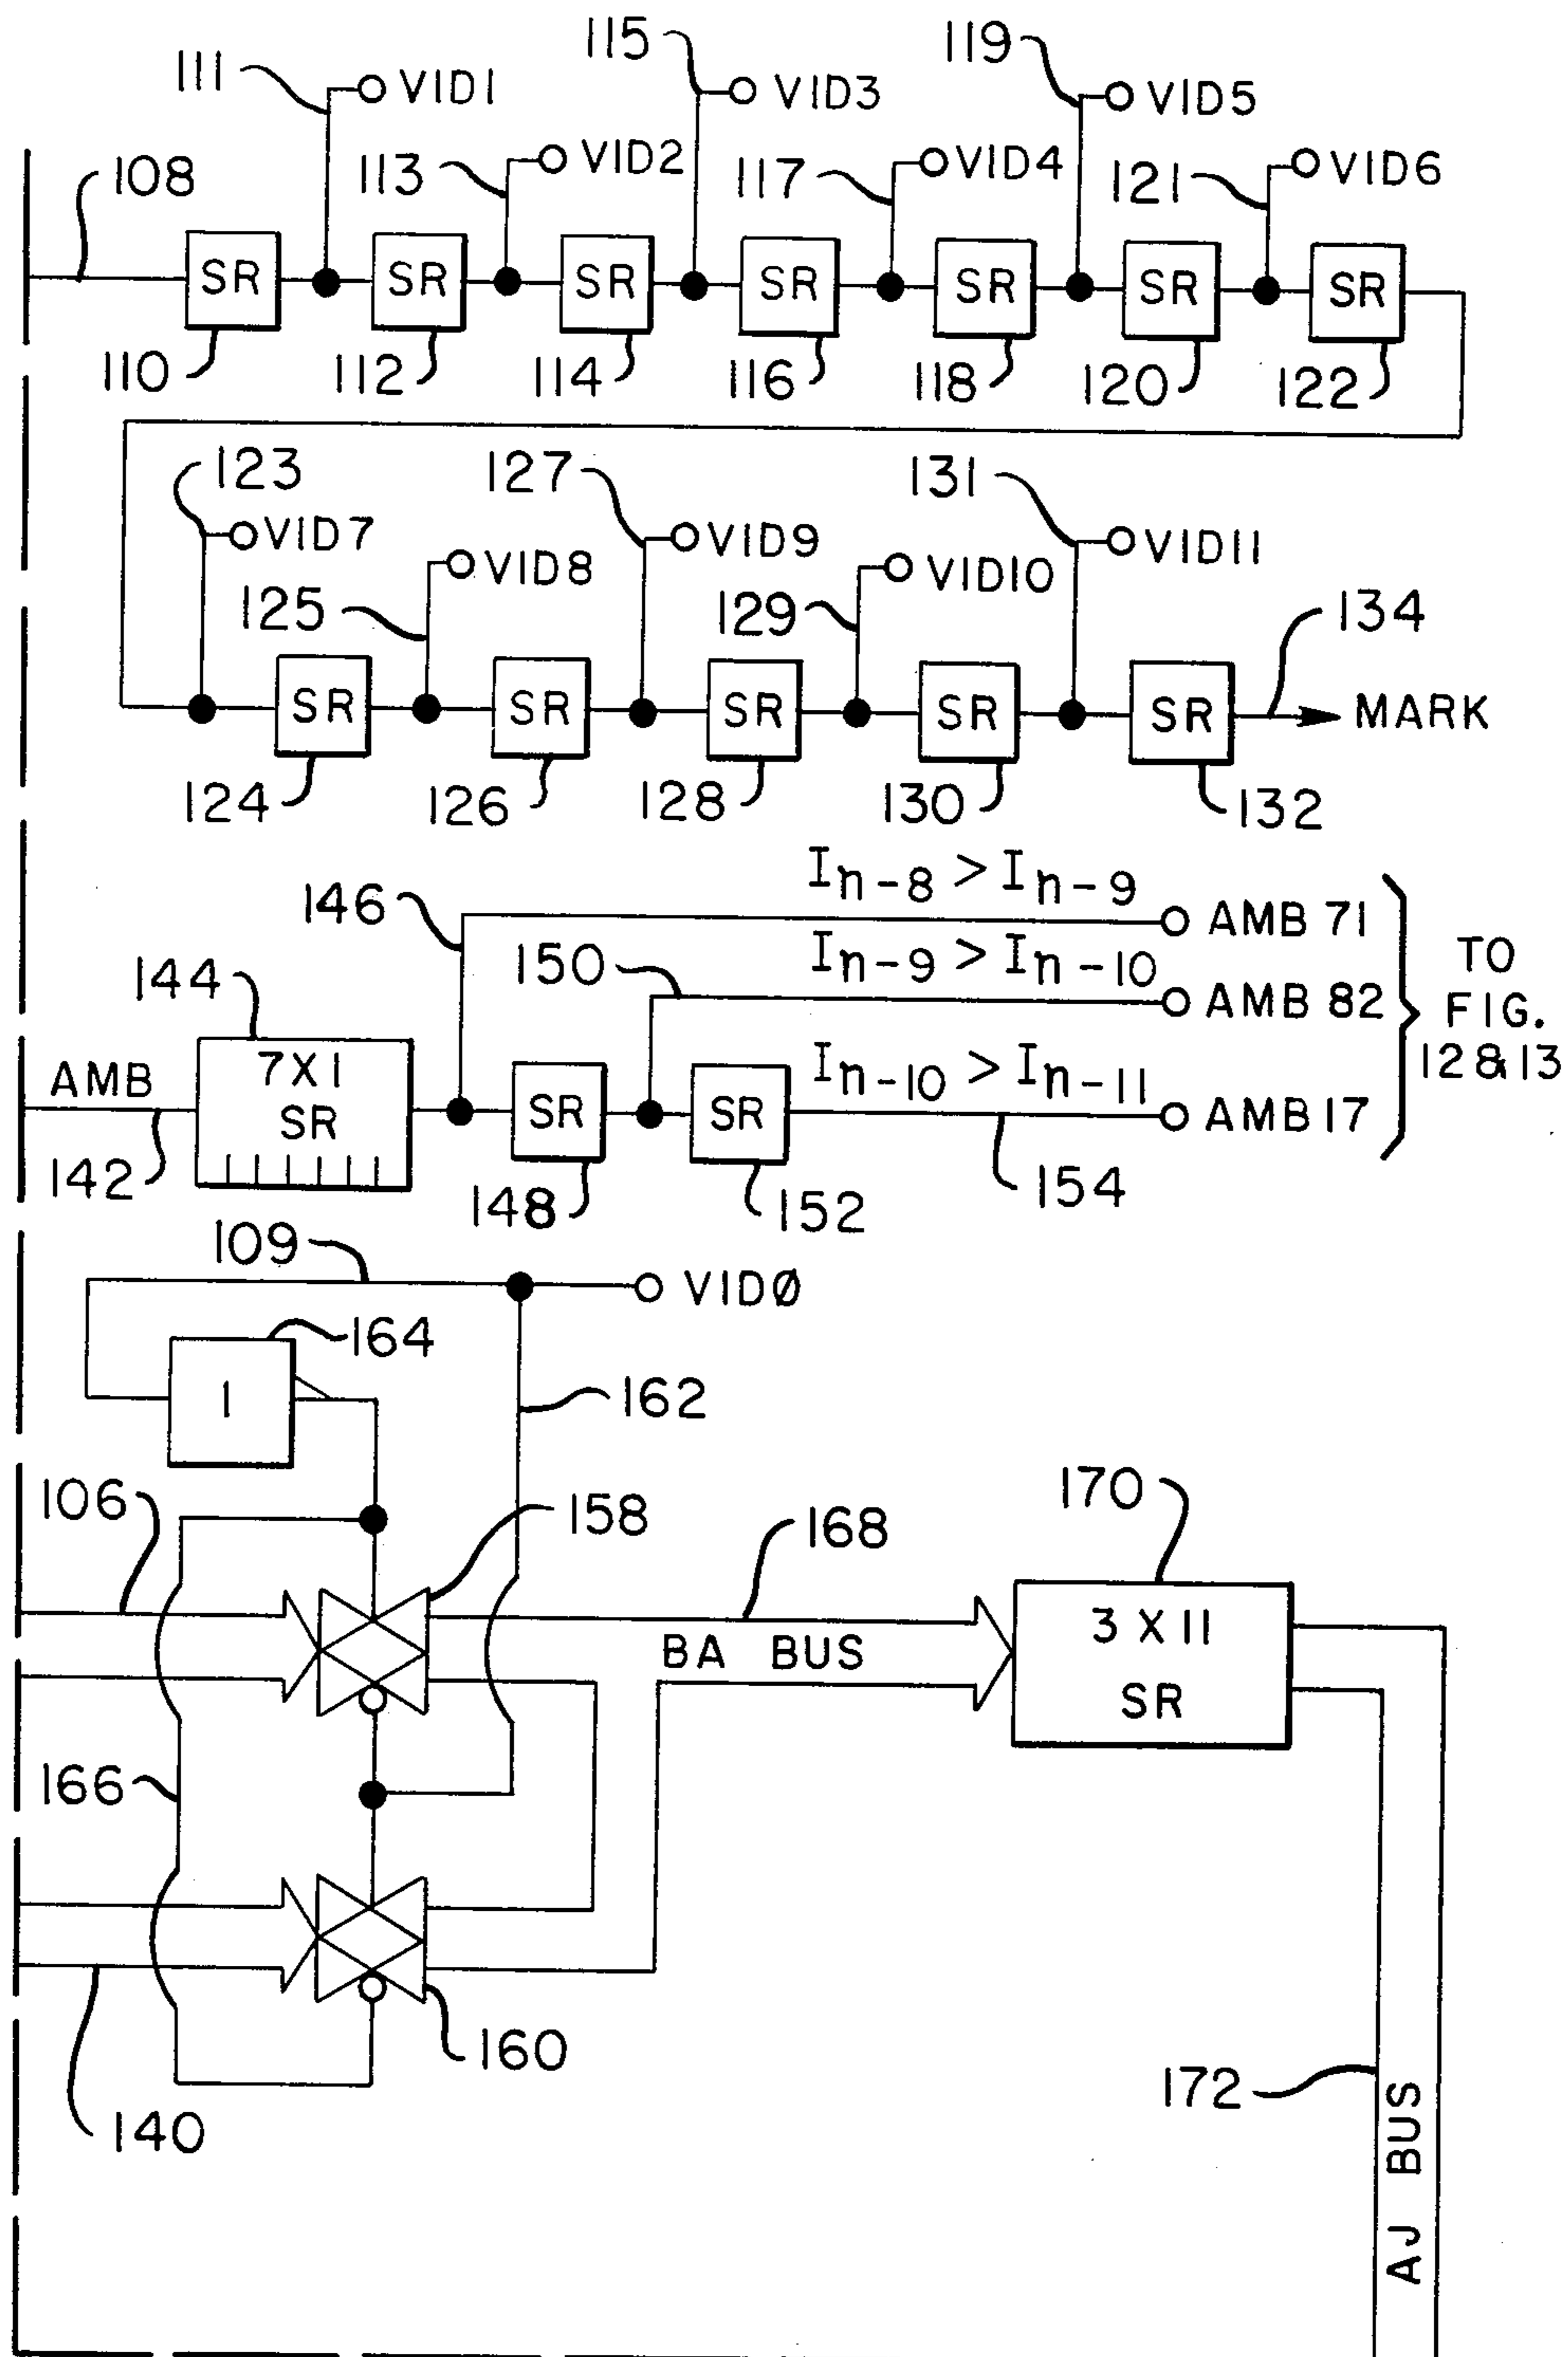 115 119
111 VID1 VID3 VID5
108 113 VID2 117 VID4 121 VID6
SR SR SR SR SR SR SR
110 112 114 116 118 120 122
123 127 131
VID7 VID8 VID9 VID10 VID11
125 129 134
SR SR SR SR SR MARK
124 126 128 130 132
146 In-8 > In-9 AMB 71
144 150 In-9 > In-10 AMB 82
TO
FIG.
12 & 13
AMB 7 X 1 SR SR SR In-10 > In-11 AMB 17
142 148 152 154
109 VIDØ
164
1 162
106 158 168 170
BA BUS 3 X 11
SR
166
160
140 172
AJ BUS